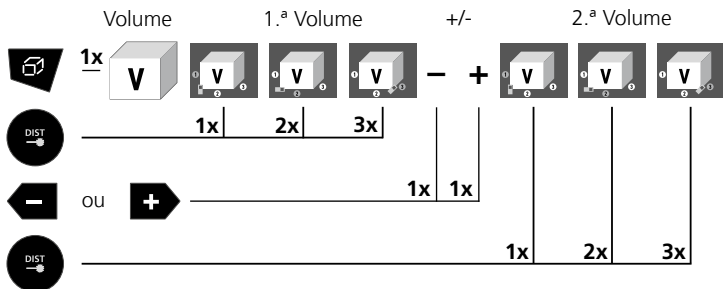 Volume 1.ª Volume +/- 2.ª Volume
1x V V V V − + V V V
DIST 1x 2x 3x
− ou + 1x 1x
DIST 1x 2x 3x